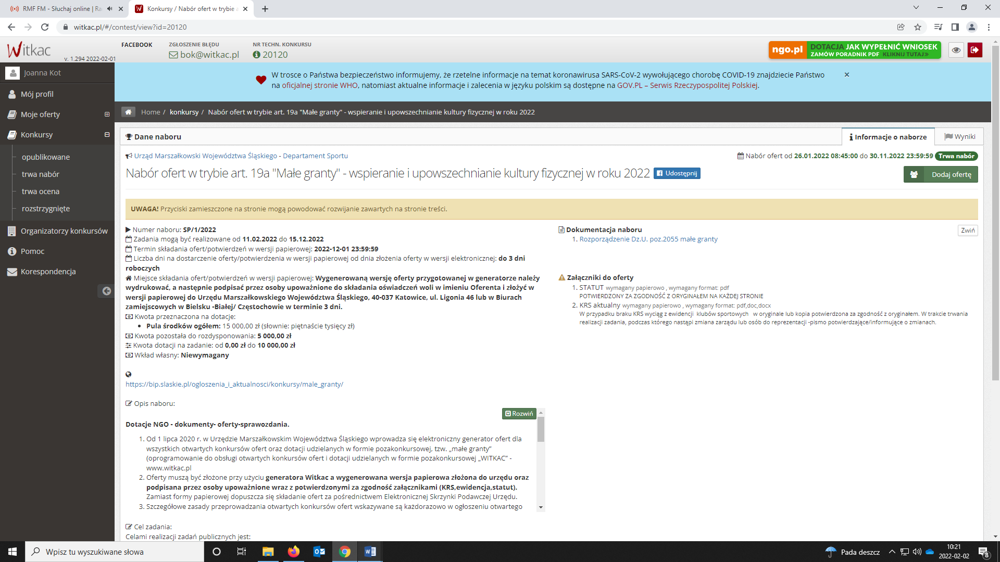 RMF FM - Słuchaj online | Ra
Konkursy / Nabór ofert w trybie a
witkac.pl/#/contest/view?id=20120
Witkac
v. 1.294 2022-02-01
FACEBOOK
ZGŁOSZENIE BŁĘDU
bok@witkac.pl
NR TECHN. KONKURSU
20120
ngo.pl
DOTACJA JAK WYPEŁNIĆ WNIOSEK
ZAMÓW PORADNIK PDF KLIKNIJ TUTAJ »
Joanna Kot
Mój profil
Moje oferty
Konkursy
opublikowane
trwa nabór
trwa ocena
rozstrzygnięte
Organizatorzy konkursów
Pomoc
Korespondencja
W trosce o Państwa bezpieczeństwo informujemy, że rzetelne informacje na temat koronawirusa SARS-CoV-2 wywołującego chorobę COVID-19 znajdziecie Państwo
na oficjalnej stronie WHO, natomiast aktualne informacje i zalecenia w języku polskim są dostępne na GOV.PL – Serwis Rzeczypospolitej Polskiej.
Home / konkursy / Nabór ofert w trybie art. 19a "Małe granty" - wspieranie i upowszechnianie kultury fizycznej w roku 2022
Dane naboru
Informacje o naborze
Wyniki
Urząd Marszałkowski Województwa Śląskiego - Departament Sportu
Nabór ofert od 26.01.2022 08:45:00 do 30.11.2022 23:59:59 Trwa nabór
Nabór ofert w trybie art. 19a "Małe granty" - wspieranie i upowszechnianie kultury fizycznej w roku 2022
Udostępnij
Dodaj ofertę
UWAGA! Przyciski zamieszczone na stronie mogą powodować rozwijanie zawartych na stronie treści.
Numer naboru: SP/1/2022
Zadania mogą być realizowane od 11.02.2022 do 15.12.2022
Termin składania ofert/potwierdzeń w wersji papierowej: 2022-12-01 23:59:59
Liczba dni na dostarczenie oferty/potwierdzenia w wersji papierowej od dnia złożenia oferty w wersji elektronicznej: do 3 dni
roboczych
Miejsce składania ofert/potwierdzeń w wersji papierowej: Wygenerowaną wersję oferty przygotowanej w generatorze należy
wydrukować, a następnie podpisać przez osoby upoważnione do składania oświadczeń woli w imieniu Oferenta i złożyć w
wersji papierowej do Urzędu Marszałkowskiego Województwa Śląskiego, 40-037 Katowice, ul. Ligonia 46 lub w Biurach
zamiejscowych w Bielsku -Białej/ Częstochowie w terminie 3 dni.
Kwota przeznaczona na dotacje:
• Pula środków ogółem: 15 000,00 zł (słownie: piętnaście tysięcy zł)
Kwota pozostała do rozdysponowania: 5 000,00 zł
Kwota dotacji na zadanie: od 0,00 zł do 10 000,00 zł
Wkład własny: Niewymagany
https://bip.slaskie.pl/ogloszenia_i_aktualnosci/konkursy/male_granty/
Opis naboru:
Rozwiń
Dotacje NGO - dokumenty- oferty-sprawozdania.
1. Od 1 lipca 2020 r. w Urzędzie Marszałkowskim Województwa Śląskiego wprowadza się elektroniczny generator ofert dla
wszystkich otwartych konkursów ofert oraz dotacji udzielanych w formie pozakonkursowej, tzw. „małe granty”
(oprogramowanie do obsługi otwartych konkursów ofert i dotacji udzielanych w formie pozakonkursowej „WITKAC” -
www.witkac.pl
2. Oferty muszą być złożone przy użyciu generatora Witkac a wygenerowana wersja papierowa złożona do urzędu oraz
podpisana przez osoby upoważnione wraz z potwierdzonymi za zgodność załącznikami (KRS,ewidencja,statut).
Zamiast formy papierowej dopuszcza się składanie ofert za pośrednictwem Elektronicznej Skrzynki Podawczej Urzędu.
3. Szczegółowe zasady przeprowadzania otwartych konkursów ofert wskazywane są każdorazowo w ogłoszeniu otwartego
Cel zadania:
Celami realizacji zadań publicznych jest:
Dokumentacja naboru
Zwiń
1. Rozporządzenie Dz.U. poz.2055 małe granty
Załączniki do oferty
1. STATUT wymagany papierowo , wymagany format: pdf
POTWIERDZONY ZA ZGODNOŚĆ Z ORYGINAŁEM NA KAŻDEJ STRONIE
2. KRS aktualny wymagany papierowo , wymagany format: pdf,doc,docx
W przypadku braku KRS wyciąg z ewidencji klubów sportowych w oryginale lub kopia potwierdzona za zgodność z oryginałem. W trakcie trwania
realizacji zadania, podczas którego nastąpi zmiana zarządu lub osób do reprezentacji -pismo potwierdzające/informujące o zmianach.
Wpisz tu wyszukiwane słowa
Pada deszcz
10:21
2022-02-02
8